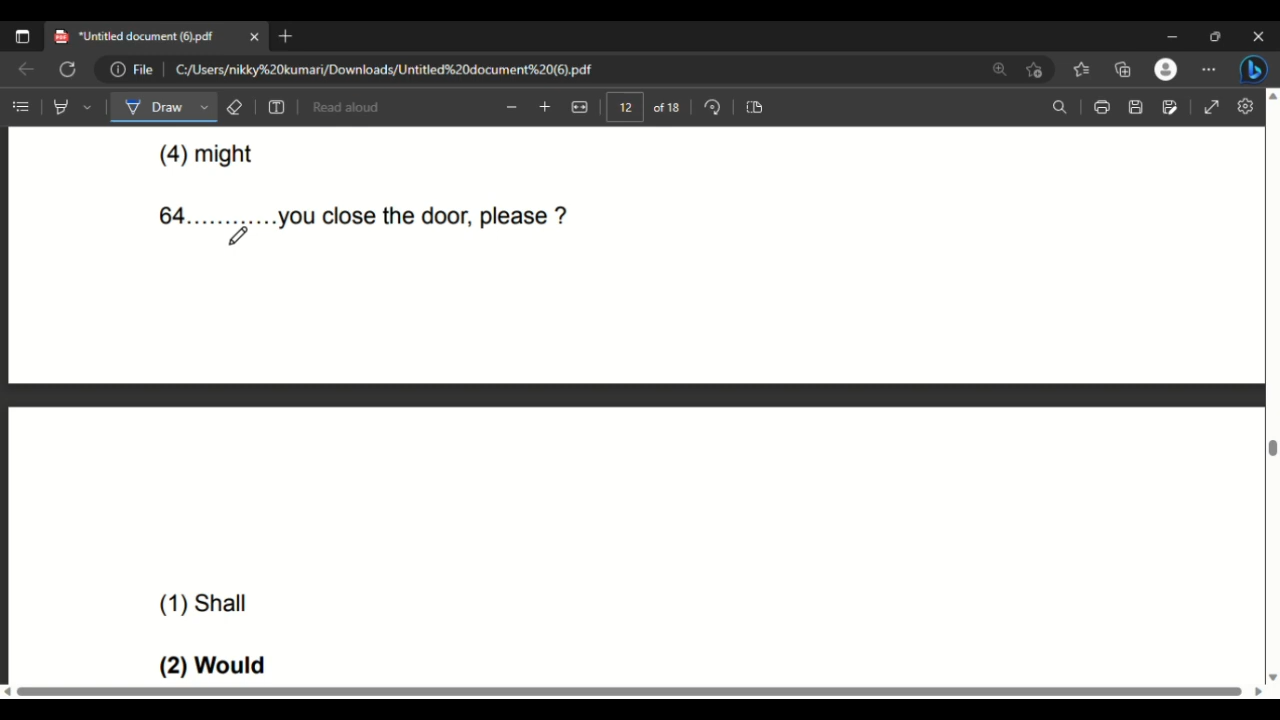 *Untitled document (6).pdf
File
C:/Users/nikky%20kumari/Downloads/Untitled%20document%20(6).pdf
Draw
Read aloud
12 of 18
(4) might
64............you close the door, please ?
(1) Shall
(2) Would